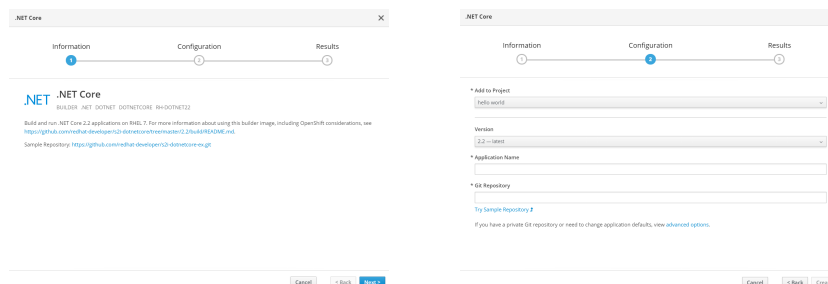 .NET Core
Information Configuration Results
1 2 3
.NET .NET Core
BUILDER .NET DOTNET DOTNETCORE RH-DOTNET22
Build and run .NET Core 2.2 applications on RHEL 7. For more information about using this builder image, including OpenShift considerations, see
https://github.com/redhat-developer/s2i-dotnetcore/tree/master/2.2/build/README.md.
Sample Repository: https://github.com/redhat-developer/s2i-dotnetcore-ex.git
Cancel < Back Next >
.NET Core
Information Configuration Results
1 2 3
* Add to Project
hello world
Version
2.2 — latest
* Application Name
* Git Repository
Try Sample Repository
If you have a private Git repository or need to change application defaults, view advanced options.
Cancel < Back